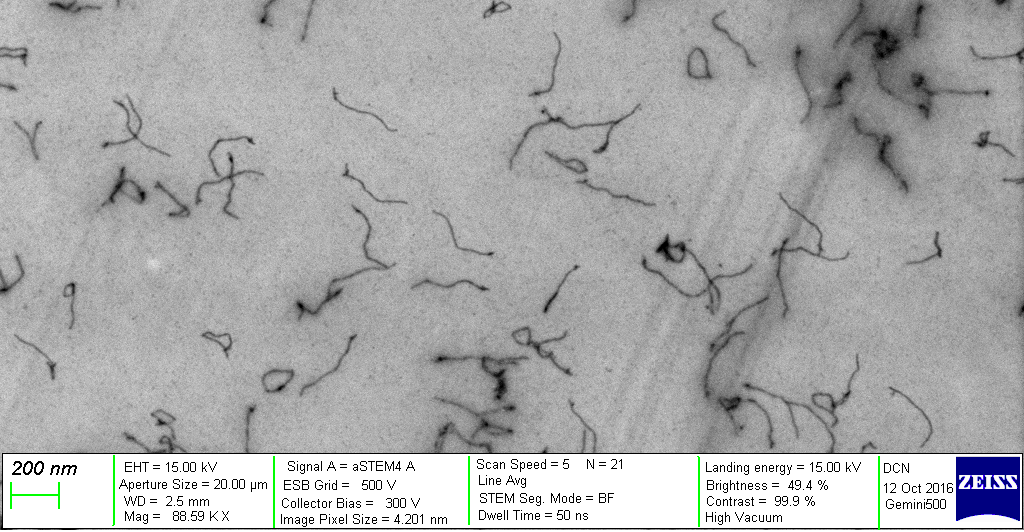 200 nm
EHT = 15.00 kV
Aperture Size = 20.00 µm
WD = 2.5 mm
Mag = 88.59 K X
Signal A = aSTEM4 A
ESB Grid = 500 V
Collector Bias = 300 V
Image Pixel Size = 4.201 nm
Scan Speed = 5 N = 21
Line Avg
STEM Seg. Mode = BF
Dwell Time = 50 ns
Landing energy = 15.00 kV
Brightness = 49.4 %
Contrast = 99.9 %
High Vacuum
DCN
12 Oct 2016
Gemini500
ZEISS